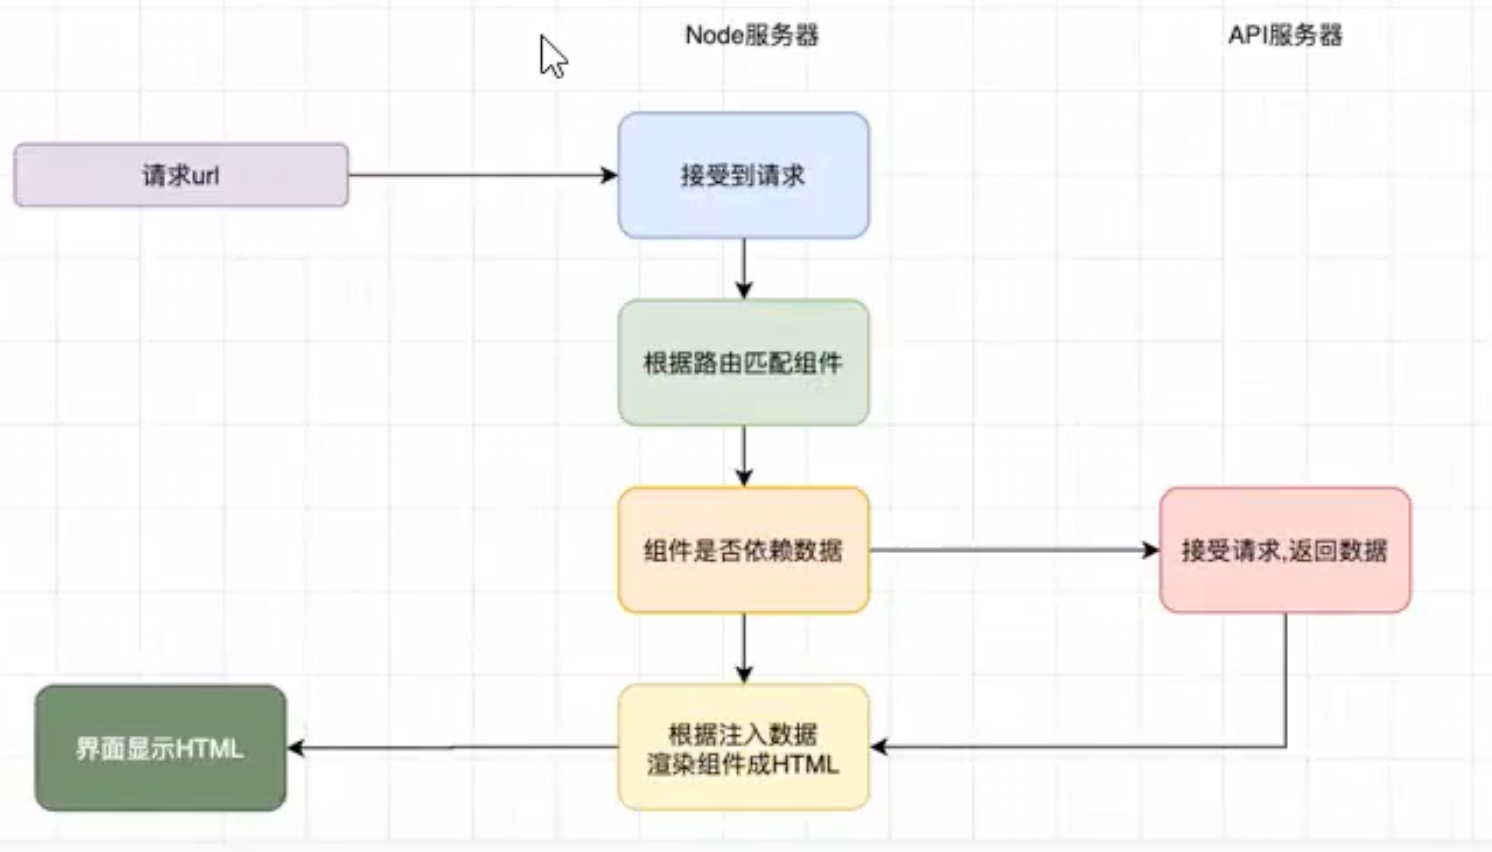 Node服务器
API服务器
请求url
接受到请求
根据路由匹配组件
组件是否依赖数据
接受请求,返回数据
根据注入数据
渲染组件成HTML
界面显示HTML